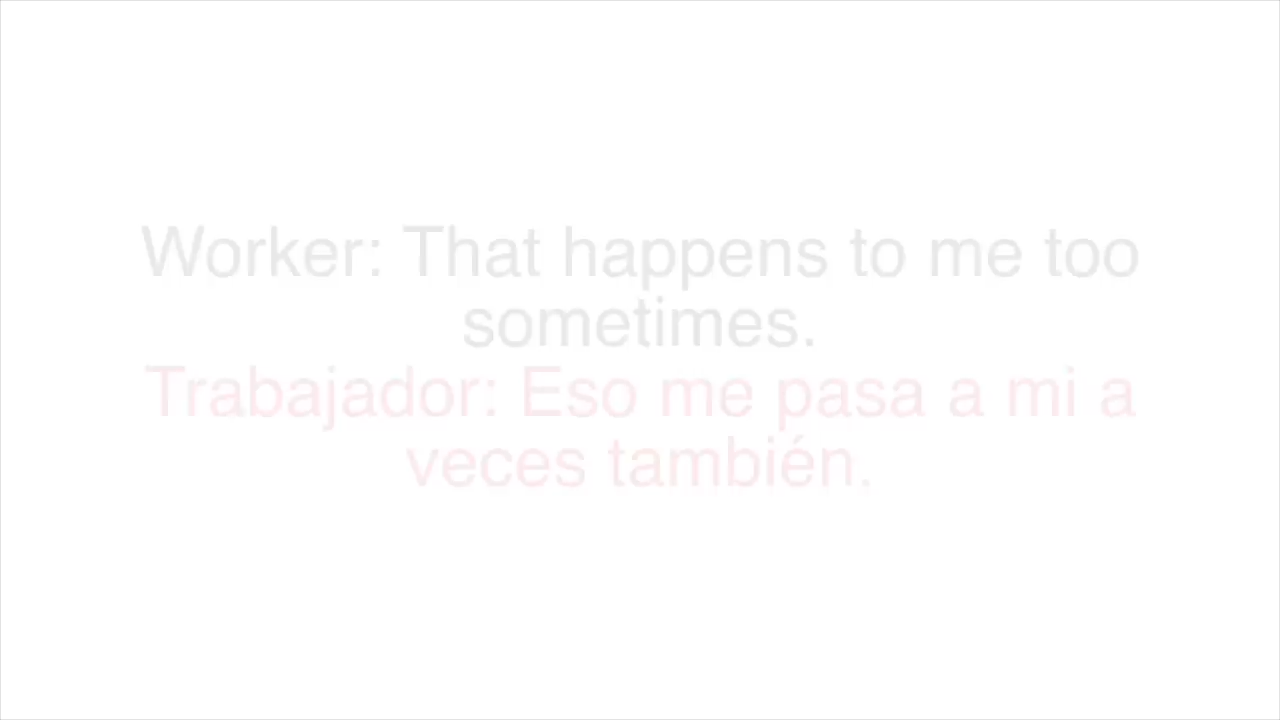 Worker: That happens to me too
sometimes.
Trabajador: Eso me pasa a mi a
veces también.